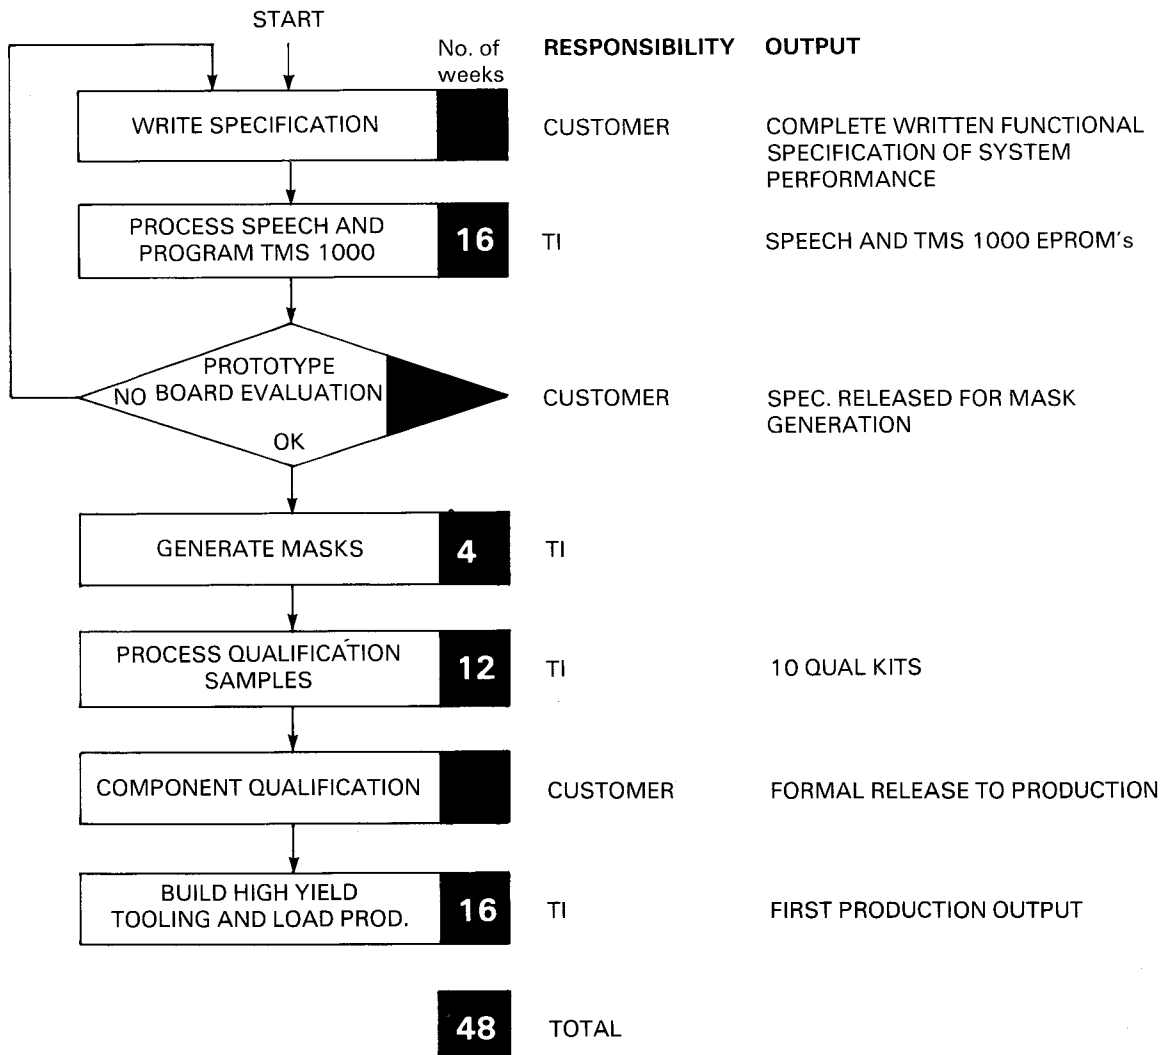 START
No. of
weeks
RESPONSIBILITY
OUTPUT
WRITE SPECIFICATION
CUSTOMER
COMPLETE WRITTEN FUNCTIONAL
SPECIFICATION OF SYSTEM
PERFORMANCE
PROCESS SPEECH AND
PROGRAM TMS 1000
16
TI
SPEECH AND TMS 1000 EPROM's
PROTOTYPE
BOARD EVALUATION
NO
OK
CUSTOMER
SPEC. RELEASED FOR MASK
GENERATION
GENERATE MASKS
4
TI
PROCESS QUALIFICATION
SAMPLES
12
TI
10 QUAL KITS
COMPONENT QUALIFICATION
CUSTOMER
FORMAL RELEASE TO PRODUCTION
BUILD HIGH YIELD
TOOLING AND LOAD PROD.
16
TI
FIRST PRODUCTION OUTPUT
48
TOTAL